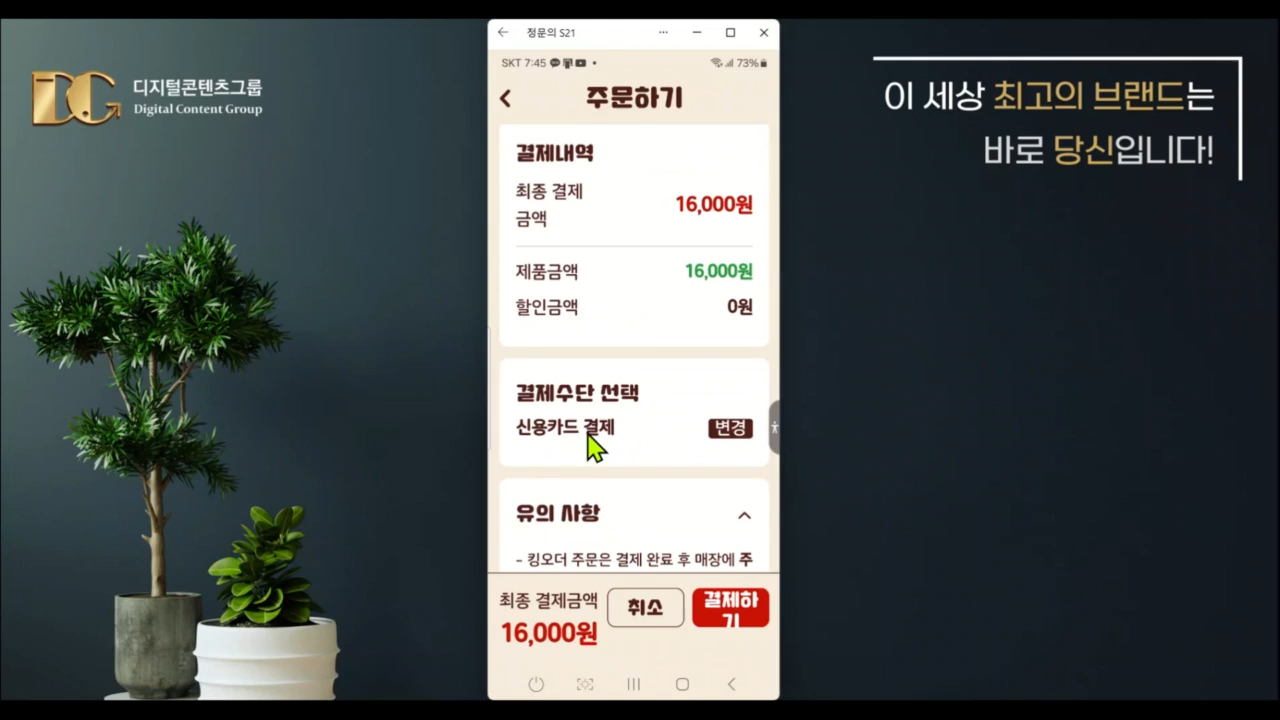 디지털콘텐츠그룹
Digital Content Group
이 세상 최고의 브랜드는
바로 당신입니다!
정문의 S21
SKT 7:45
73%
주문하기
결제내역
최종 결제
금액
16,000원
제품금액 16,000원
할인금액 0원
결제수단 선택
신용카드 결제 변경
유의 사항
- 킹오더 주문은 결제 완료 후 매장에 주
최종 결제금액
16,000원
취소
결제하
기